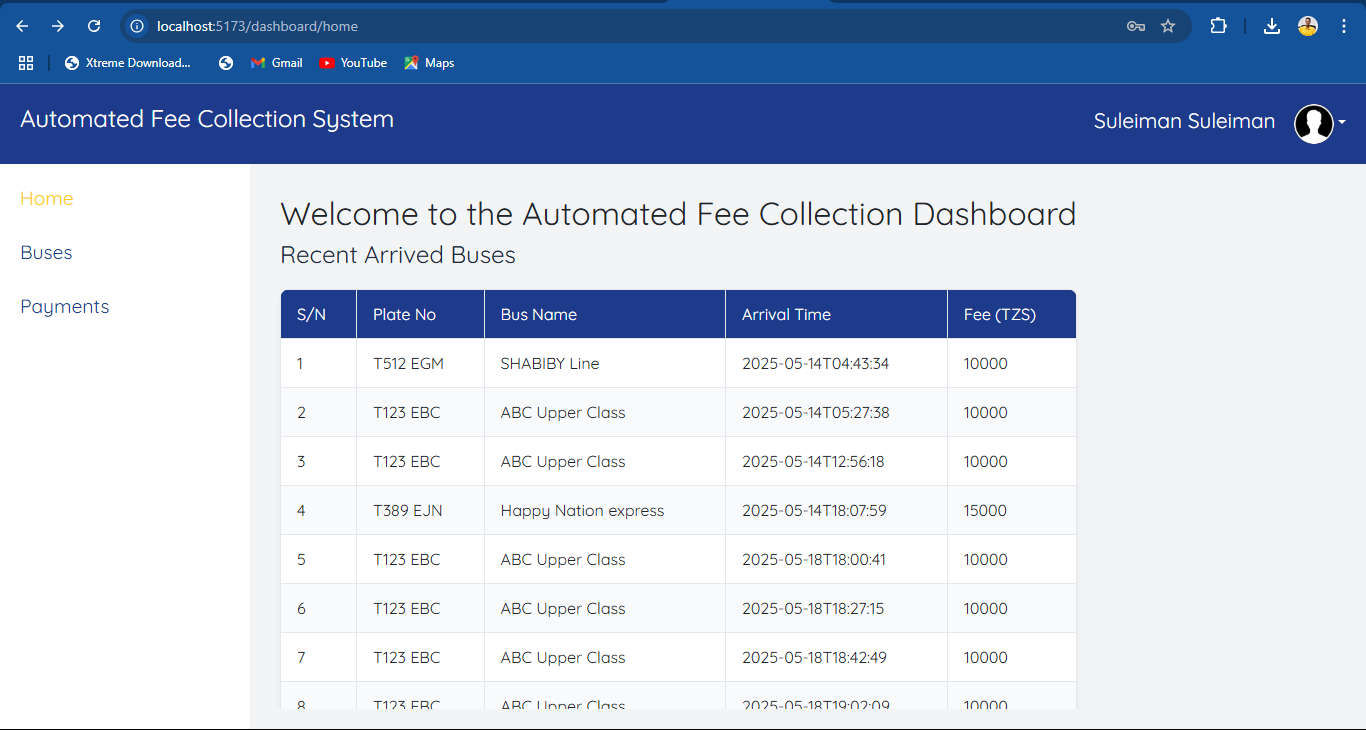 localhost:5173/dashboard/home
Xtreme Download... Gmail YouTube Maps
Automated Fee Collection System Suleiman Suleiman
Home
Buses
Payments
Welcome to the Automated Fee Collection Dashboard
Recent Arrived Buses
S/N Plate No Bus Name Arrival Time Fee (TZS)
1 T512 EGM SHABIBY Line 2025-05-14T04:43:34 10000
2 T123 EBC ABC Upper Class 2025-05-14T05:27:38 10000
3 T123 EBC ABC Upper Class 2025-05-14T12:56:18 10000
4 T389 EJN Happy Nation express 2025-05-14T18:07:59 15000
5 T123 EBC ABC Upper Class 2025-05-18T18:00:41 10000
6 T123 EBC ABC Upper Class 2025-05-18T18:27:15 10000
7 T123 EBC ABC Upper Class 2025-05-18T18:42:49 10000
8 T123 EBC ABC Upper Class 2025-05-18T19:02:09 10000